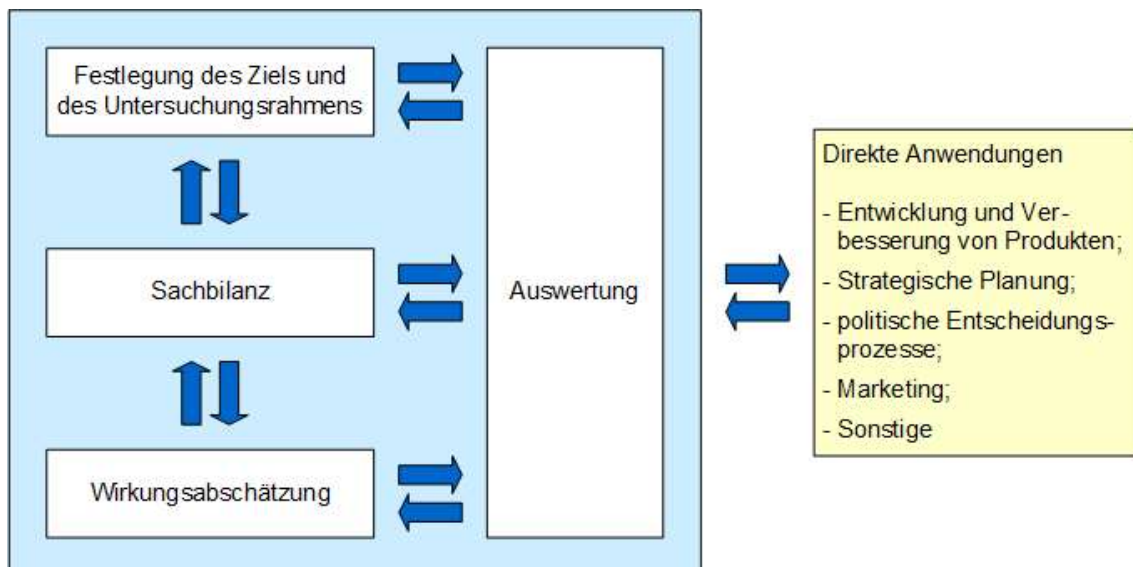 Festlegung des Ziels und
des Untersuchungsrahmens
Sachbilanz
Wirkungsabschätzung
Auswertung
Direkte Anwendungen
- Entwicklung und Ver-
besserung von Produkten;
- Strategische Planung;
- politische Entscheidungs-
prozesse;
- Marketing;
- Sonstige